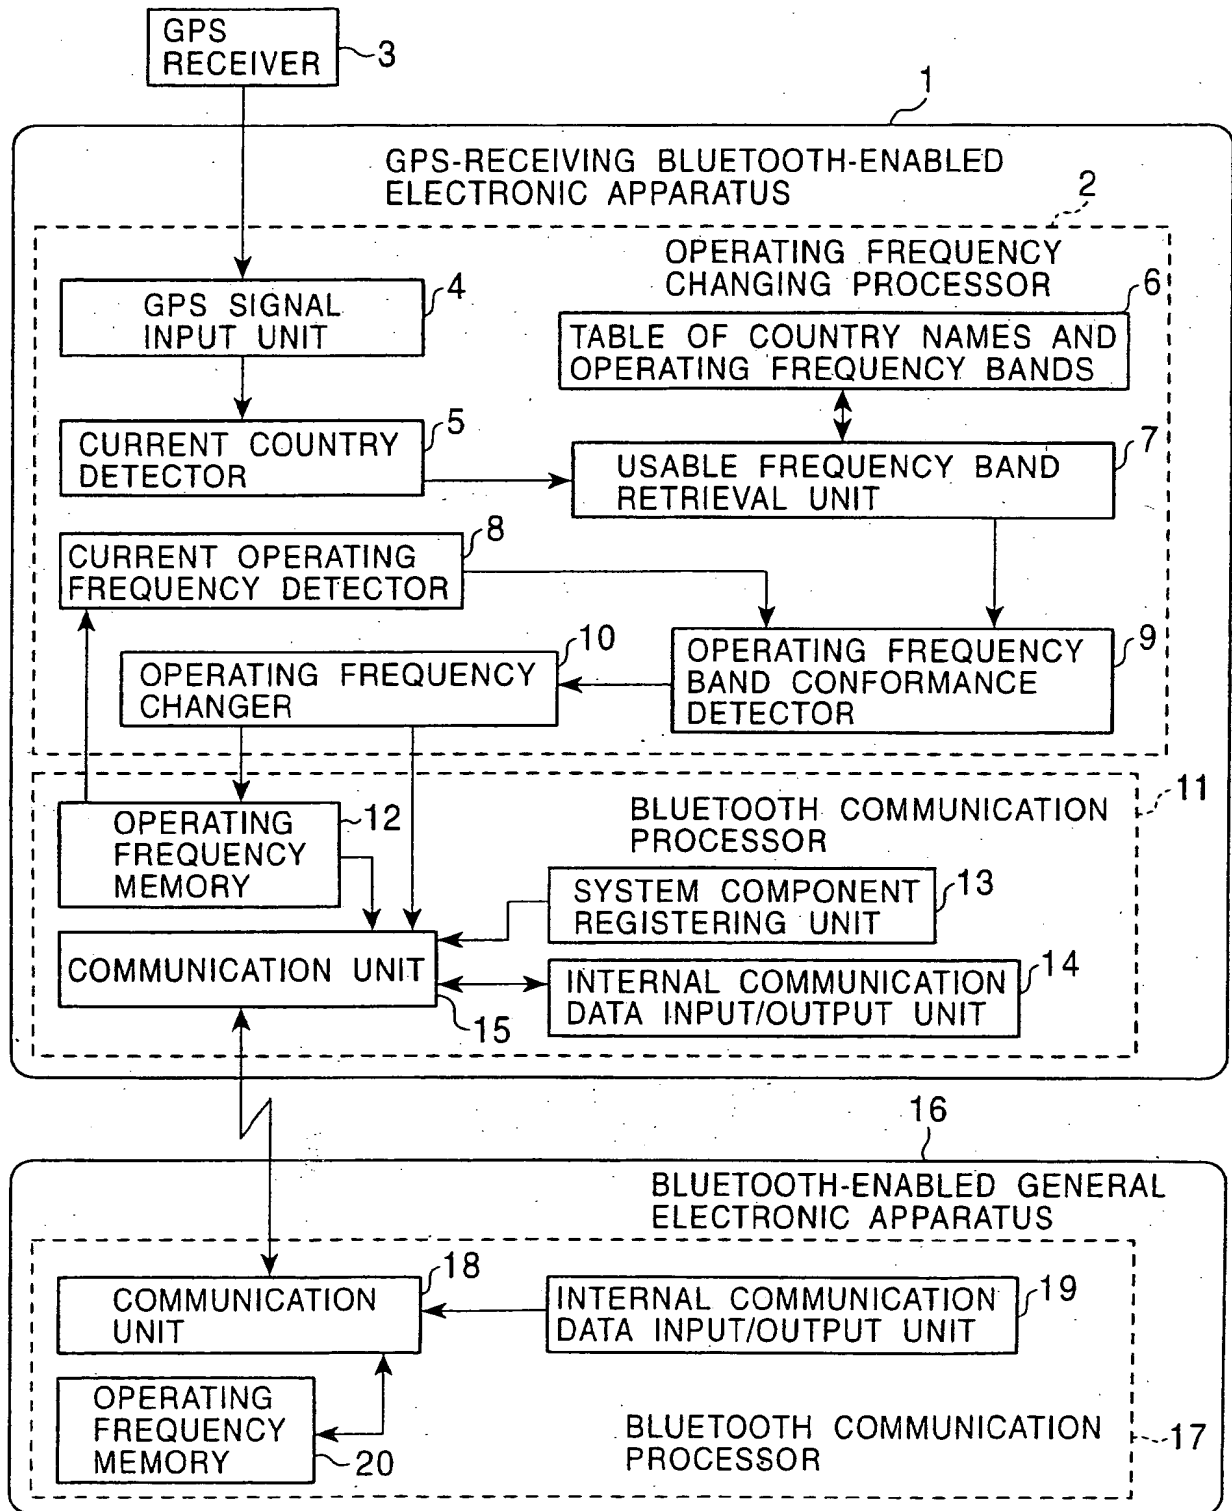 GPS
RECEIVER
3
1
GPS-RECEIVING BLUETOOTH-ENABLED
ELECTRONIC APPARATUS
2
OPERATING FREQUENCY
CHANGING PROCESSOR
GPS SIGNAL
INPUT UNIT
4
6
TABLE OF COUNTRY NAMES AND
OPERATING FREQUENCY BANDS
CURRENT COUNTRY
DETECTOR
5
USABLE FREQUENCY BAND
RETRIEVAL UNIT
7
CURRENT OPERATING
FREQUENCY DETECTOR
8
OPERATING FREQUENCY
CHANGER
10
OPERATING FREQUENCY
BAND CONFORMANCE
DETECTOR
9
11
BLUETOOTH COMMUNICATION
PROCESSOR
OPERATING
FREQUENCY
MEMORY
12
SYSTEM COMPONENT
REGISTERING UNIT
13
COMMUNICATION UNIT
15
INTERNAL COMMUNICATION
DATA INPUT/OUTPUT UNIT
14
16
BLUETOOTH-ENABLED GENERAL
ELECTRONIC APPARATUS
COMMUNICATION
UNIT
18
INTERNAL COMMUNICATION
DATA INPUT/OUTPUT UNIT
19
OPERATING
FREQUENCY
MEMORY
20
BLUETOOTH COMMUNICATION
PROCESSOR
17